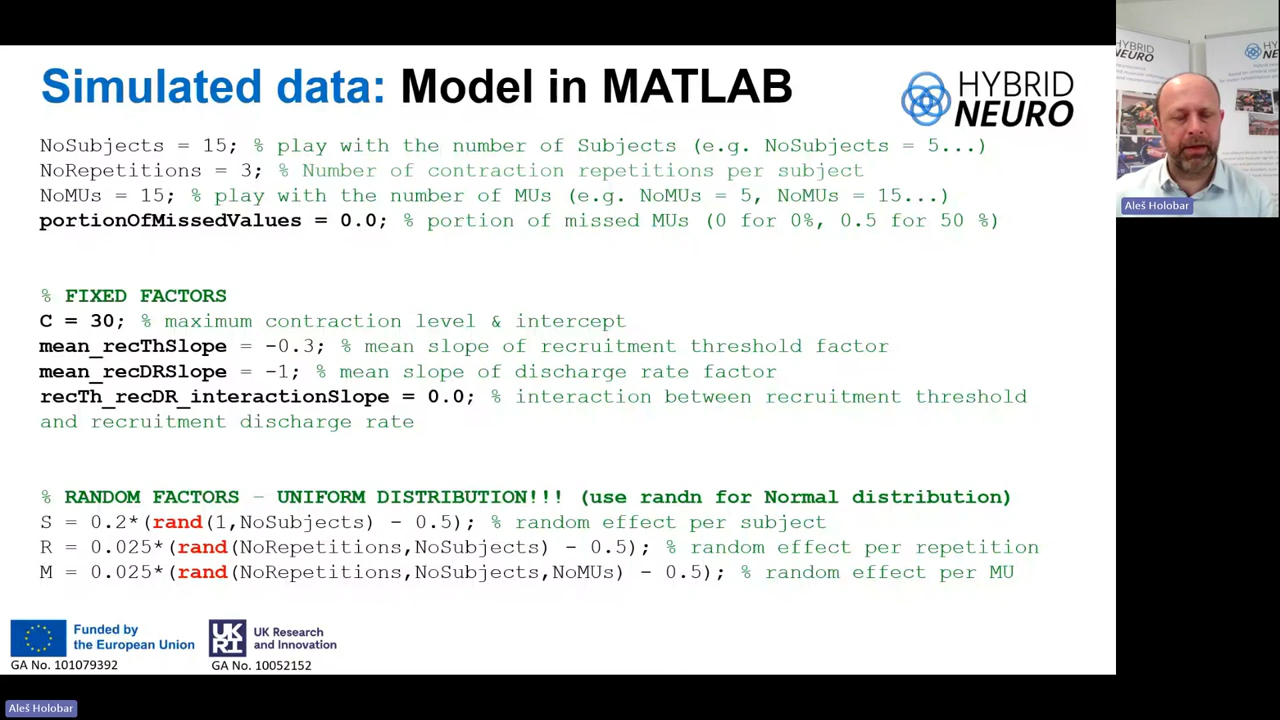 Simulated data: Model in MATLAB
HYBRID
NEURO
NoSubjects = 15; % play with the number of Subjects (e.g. NoSubjects = 5...)
NoRepetitions = 3; % Number of contraction repetitions per subject
NoMUs = 15; % play with the number of MUs (e.g. NoMUs = 5, NoMUs = 15...)
portionOfMissedValues = 0.0; % portion of missed MUs (0 for 0%, 0.5 for 50 %)
% FIXED FACTORS
C = 30; % maximum contraction level & intercept
mean_recThSlope = -0.3; % mean slope of recruitment threshold factor
mean_recDRSlope = -1; % mean slope of discharge rate factor
recTh_recDR_interactionSlope = 0.0; % interaction between recruitment threshold
and recruitment discharge rate
% RANDOM FACTORS – UNIFORM DISTRIBUTION!!! (use randn for Normal distribution)
S = 0.2*(rand(1,NoSubjects) - 0.5); % random effect per subject
R = 0.025*(rand(NoRepetitions,NoSubjects) - 0.5); % random effect per repetition
M = 0.025*(rand(NoRepetitions,NoSubjects,NoMUs) - 0.5); % random effect per MU
Funded by
the European Union
GA No. 101079392
UK
RI
UK Research
and Innovation
GA No. 10052152
HYBRID
NEURO
Aleš Holobar
Aleš Holobar